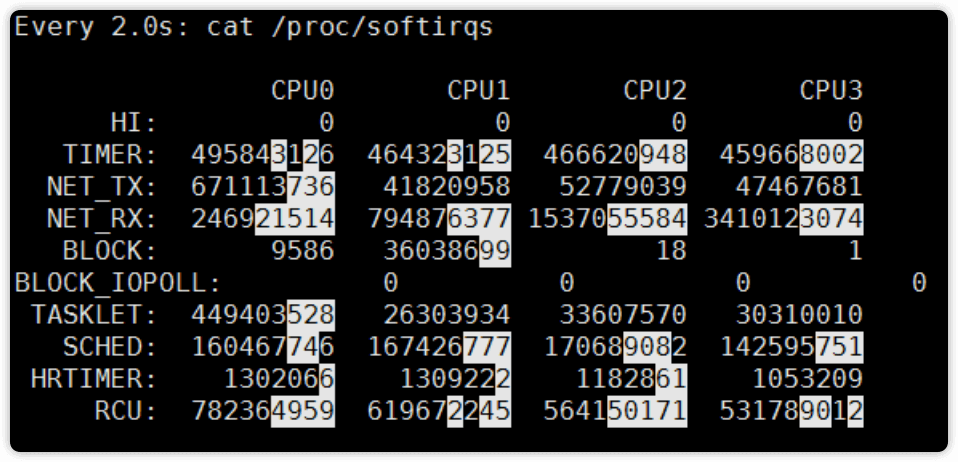 Every 2.0s: cat /proc/softirqs
CPU0 CPU1 CPU2 CPU3
HI: 0 0 0 0
TIMER: 495843126 464323125 466620948 459668002
NET_TX: 671113736 41820958 52779039 47467681
NET_RX: 246921514 794876377 1537055584 3410123074
BLOCK: 9586 36038699 18 1
BLOCK_IOPOLL: 0 0 0 0
TASKLET: 449403528 26303934 33607570 30310010
SCHED: 160467746 167426777 170689082 142595751
HRTIMER: 1302066 1309222 1182861 1053209
RCU: 782364959 619672245 564150171 531789012